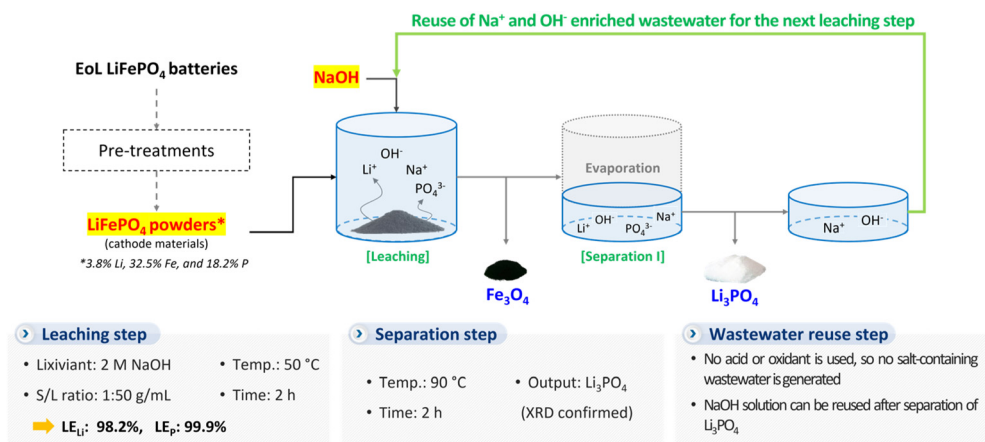 Reuse of Na⁺ and OH⁻ enriched wastewater for the next leaching step
EoL LiFePO₄ batteries
NaOH
Pre-treatments
LiFePO₄ powders*
(cathode materials)
*3.8% Li, 32.5% Fe, and 18.2% P
OH⁻
Li⁺
Na⁺
PO₄³⁻
[Leaching]
Fe₃O₄
Evaporation
OH⁻
Na⁺
Li⁺
PO₄³⁻
[Separation I]
Li₃PO₄
Na⁺
OH⁻
Leaching step
• Lixiviant: 2 M NaOH
• Temp.: 50 °C
• S/L ratio: 1:50 g/mL
• Time: 2 h
LE_Li: 98.2%, LE_P: 99.9%
Separation step
• Temp.: 90 °C
• Output: Li₃PO₄
• Time: 2 h
(XRD confirmed)
Wastewater reuse step
• No acid or oxidant is used, so no salt-containing
wastewater is generated
• NaOH solution can be reused after separation of
Li₃PO₄